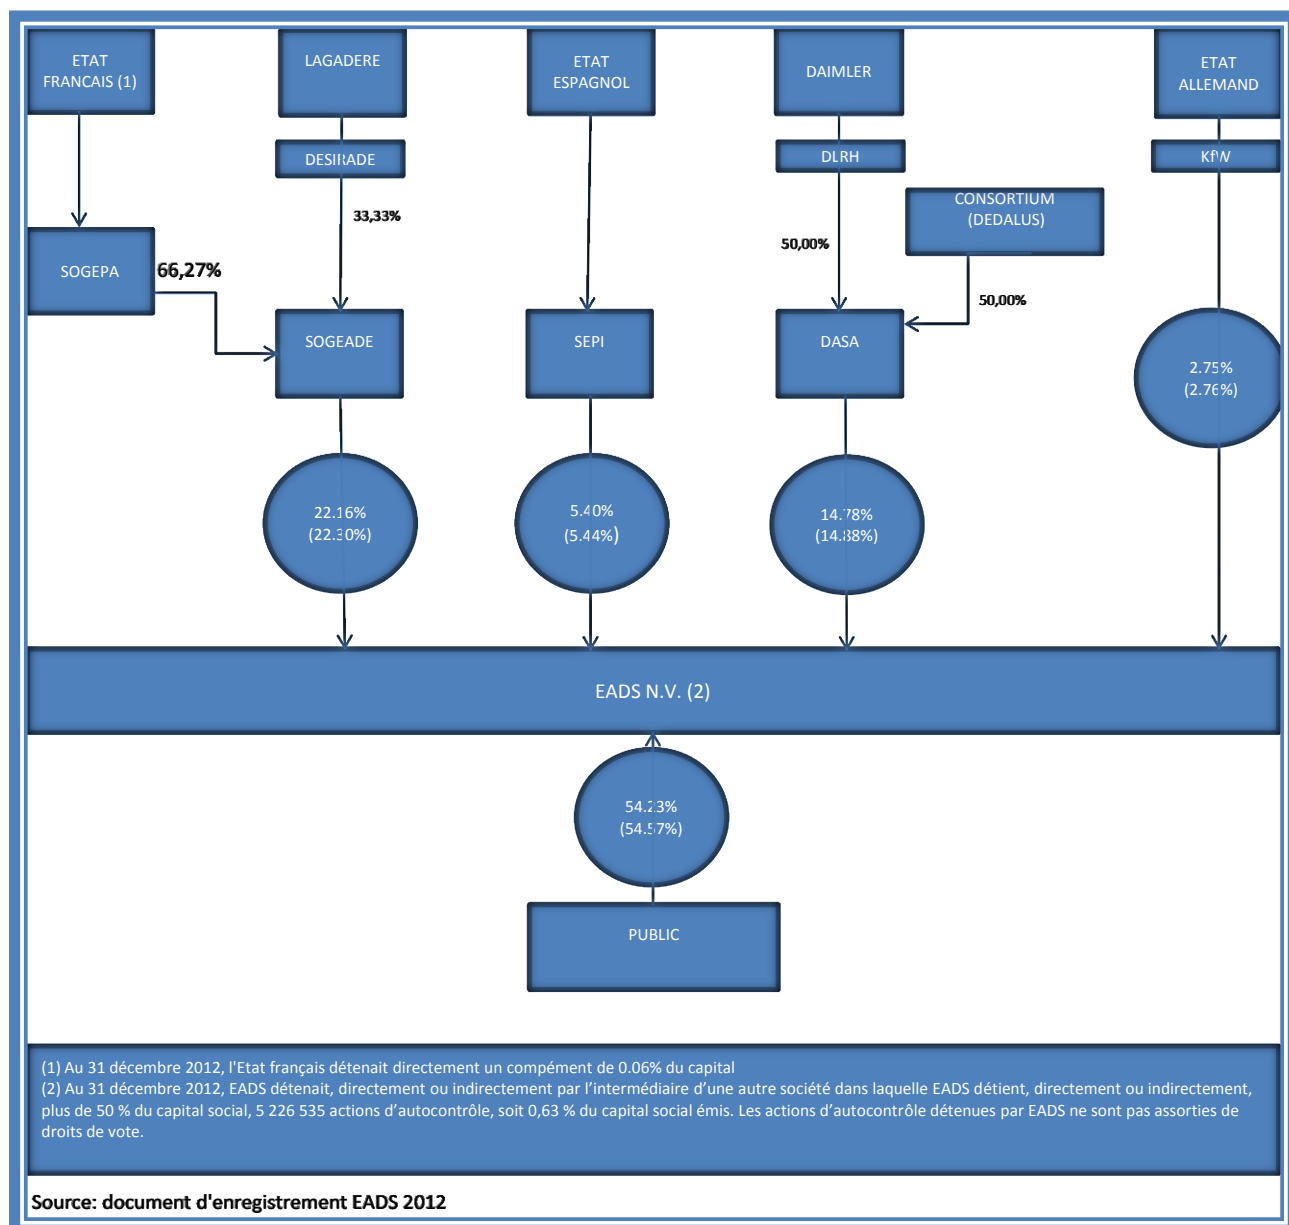 ETAT
FRANCAIS (1)
LAGADERE
ETAT
ESPAGNOL
DAIMLER
ETAT
ALLEMAND
DESIRADE
DLRH
KfW
CONSORTIUM
(DEDALUS)
33,33%
50,00%
SOGEPA
66,27%
50,00%
SOGEADE
SEPI
DASA
2.75%
(2.76%)
22.16%
(22.30%)
5.40%
(5.44%)
14.78%
(14.88%)
EADS N.V. (2)
54.23%
(54.57%)
PUBLIC
(1) Au 31 décembre 2012, l'Etat français détenait directement un compément de 0.06% du capital
(2) Au 31 décembre 2012, EADS détenait, directement ou indirectement par l’intermédiaire d’une autre société dans laquelle EADS détient, directement ou indirectement,
plus de 50 % du capital social, 5 226 535 actions d’autocontrôle, soit 0,63 % du capital social émis. Les actions d’autocontrôle détenues par EADS ne sont pas assorties de
droits de vote.
Source: document d'enregistrement EADS 2012